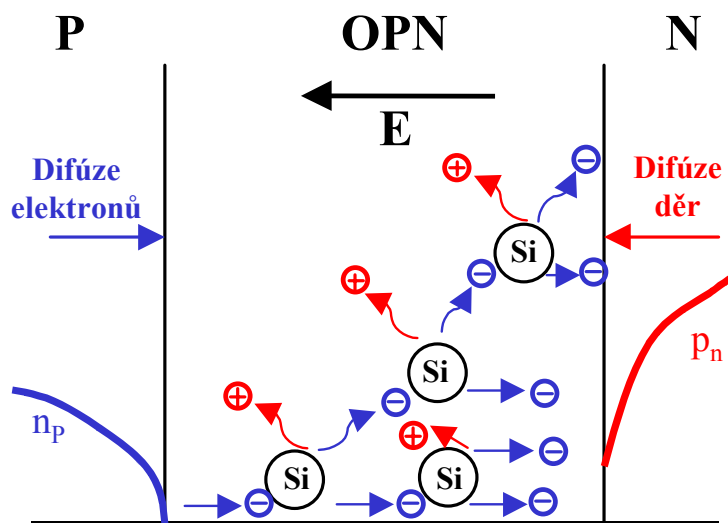 P
OPN
N
E
Difúze
elektronů
Difúze
děr
Si
Si
Si
Si
n_P
p_n
+
+
+
+
−
−
−
−
−
−
−
−
−